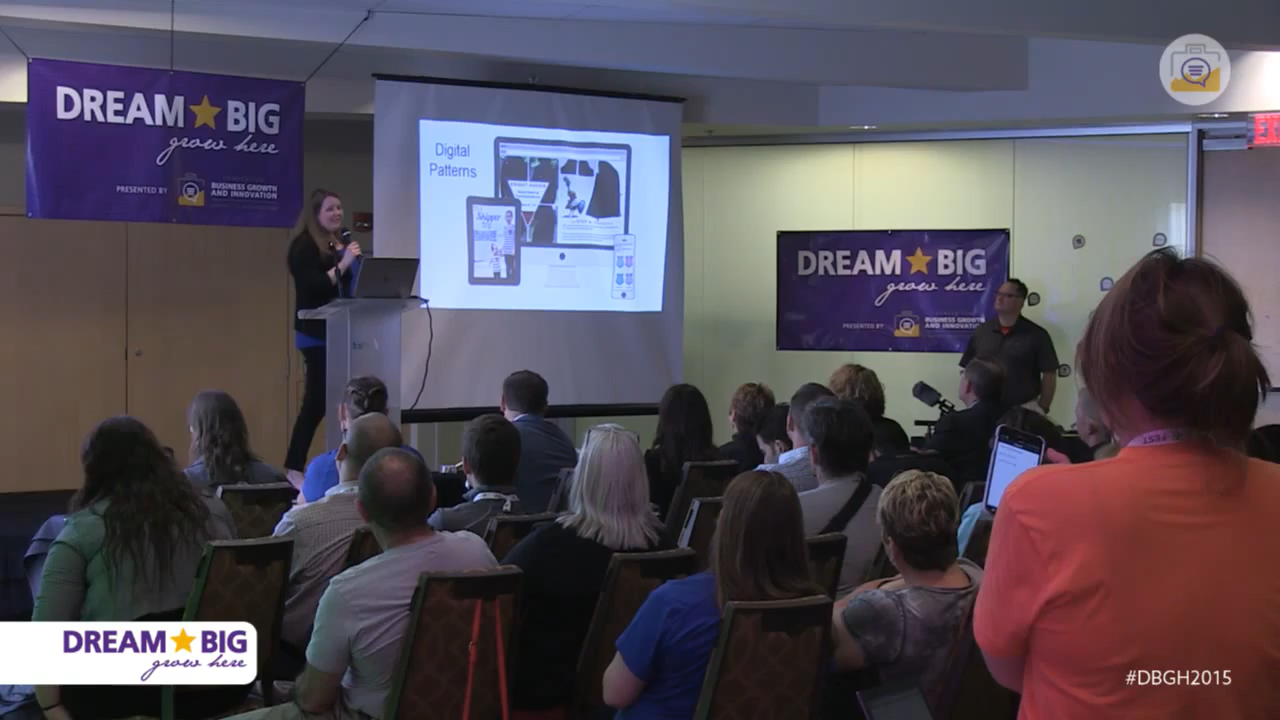 DREAM BIG
grow here
PRESENTED BY
BUSINESS GROWTH
AND INNOVATION
Digital
Patterns
DREAM BIG
grow here
PRESENTED BY
BUSINESS GROWTH
AND INNOVATION
DREAM BIG
grow here
#DBGH2015